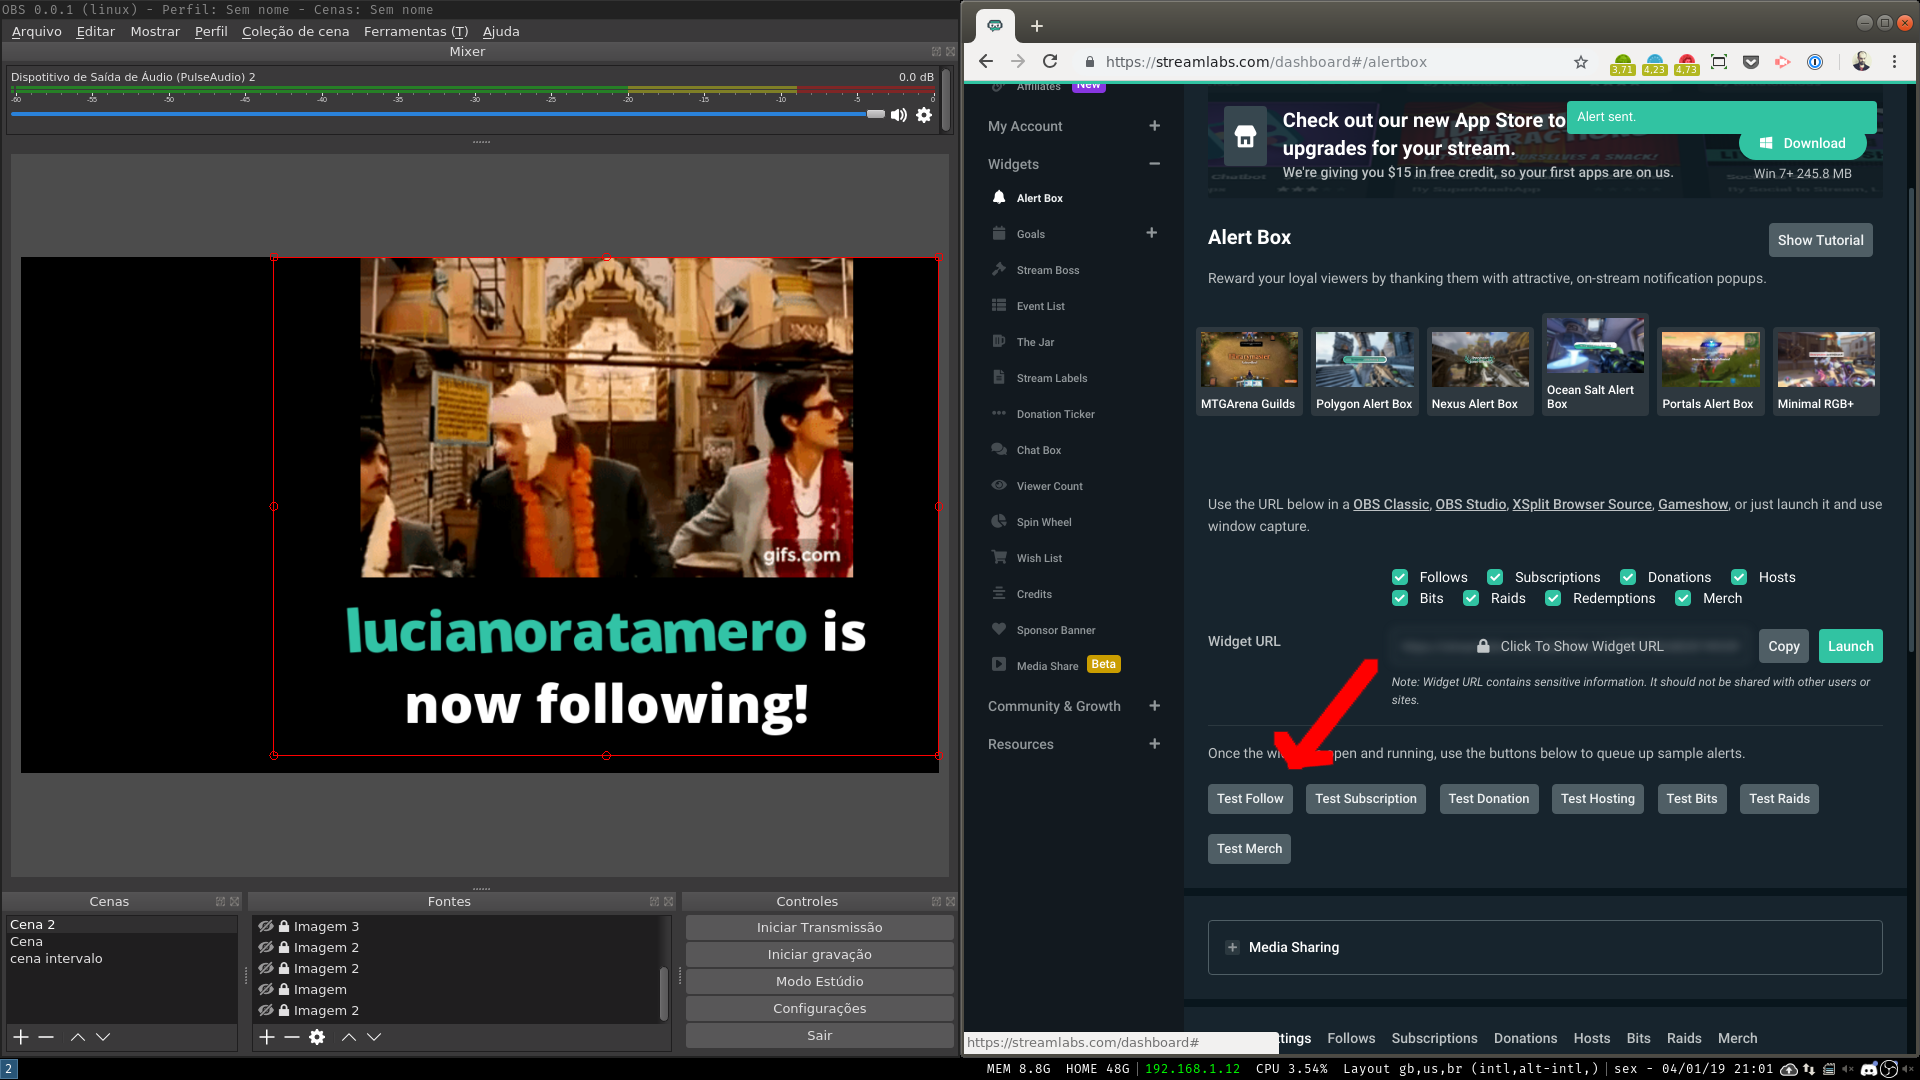 OBS 0.0.1 (linux) - Perfil: Sem nome - Cenas: Sem nome
Arquivo Editar Mostrar Perfil Coleção de cena Ferramentas (T) Ajuda
Mixer
Dispotitivo de Saída de Áudio (PulseAudio) 2 0.0 dB
-60 -55 -50 -45 -40 -35 -30 -25 -20 -15 -10 -5 0
gifs.com
lucianoratamero is
now following!
Cenas
Cena 2
Cena
cena intervalo
Fontes
Imagem 3
Imagem 2
Imagem 2
Imagem
Imagem 2
Controles
Iniciar Transmissão
Iniciar gravação
Modo Estúdio
Configurações
Sair
https://streamlabs.com/dashboard#/alertbox
3,71 4,23 4,73
Affiliates New
My Account
Widgets
Alert Box
Goals
Stream Boss
Event List
The Jar
Stream Labels
Donation Ticker
Chat Box
Viewer Count
Spin Wheel
Wish List
Credits
Sponsor Banner
Media Share Beta
Community & Growth
Resources
Check out our new App Store to
upgrades for your stream.
We're giving you $15 in free credit, so your first apps are on us.
Alert sent.
Download
Win 7+ 245.8 MB
Alert Box
Show Tutorial
Reward your loyal viewers by thanking them with attractive, on-stream notification popups.
MTGArena Guilds
Polygon Alert Box
Nexus Alert Box
Ocean Salt Alert
Box
Portals Alert Box
Minimal RGB+
Use the URL below in a OBS Classic, OBS Studio, XSplit Browser Source, Gameshow, or just launch it and use
window capture.
Follows Subscriptions Donations Hosts
Bits Raids Redemptions Merch
Widget URL Click To Show Widget URL Copy Launch
Note: Widget URL contains sensitive information. It should not be shared with other users or
sites.
Once the wi pen and running, use the buttons below to queue up sample alerts.
Test Follow Test Subscription Test Donation Test Hosting Test Bits Test Raids
Test Merch
Media Sharing
ttings Follows Subscriptions Donations Hosts Bits Raids Merch
https://streamlabs.com/dashboard#
2
MEM 8.8G HOME 48G 192.168.1.12 CPU 3.54% Layout gb,us,br (intl,alt-intl,) sex - 04/01/19 21:01